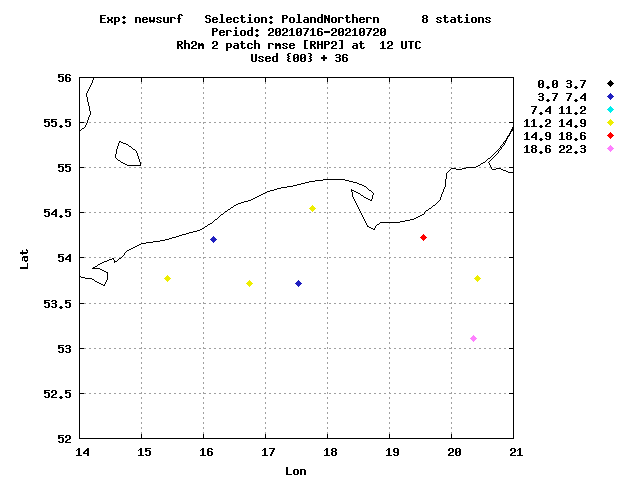 Exp: newsurf   Selection: PolandNorthern      8 stations
Period: 20210716-20210720
Rh2m 2 patch rmse [RHP2] at  12 UTC
Used {00} + 36
0.0 3.7
3.7 7.4
7.4 11.2
11.2 14.9
14.9 18.6
18.6 22.3
56
55.5
55
54.5
54
53.5
53
52.5
52
Lat
14 15 16 17 18 19 20 21
Lon